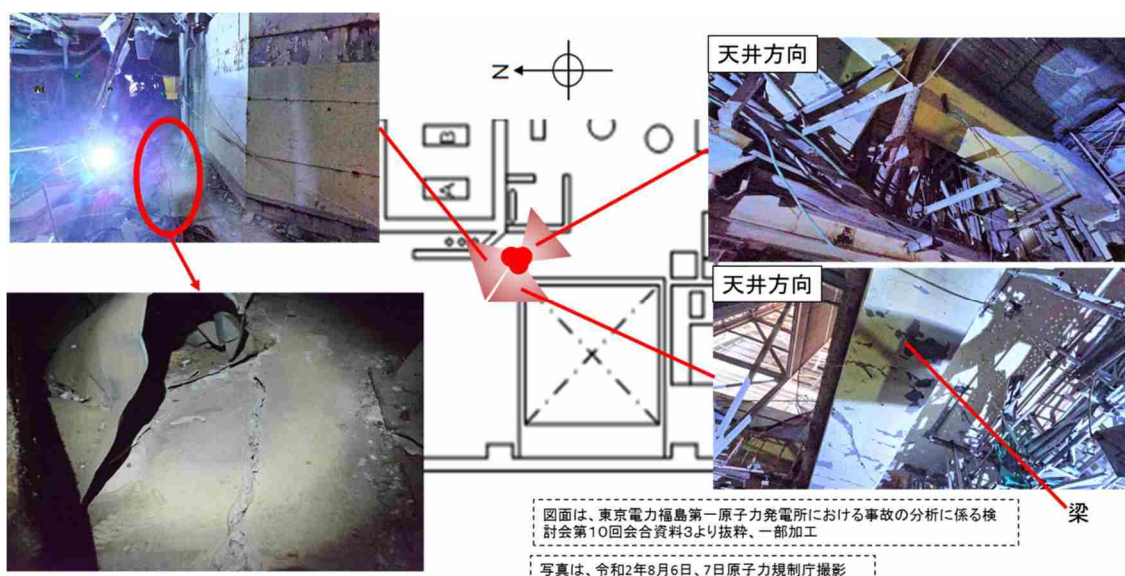 天井方向
N
B
A
天井方向
梁
図面は、東京電力福島第一原子力発電所における事故の分析に係る検
討会第10回会合資料3より抜粋、一部加工
写真は、令和2年8月6日、7日原子力規制庁撮影